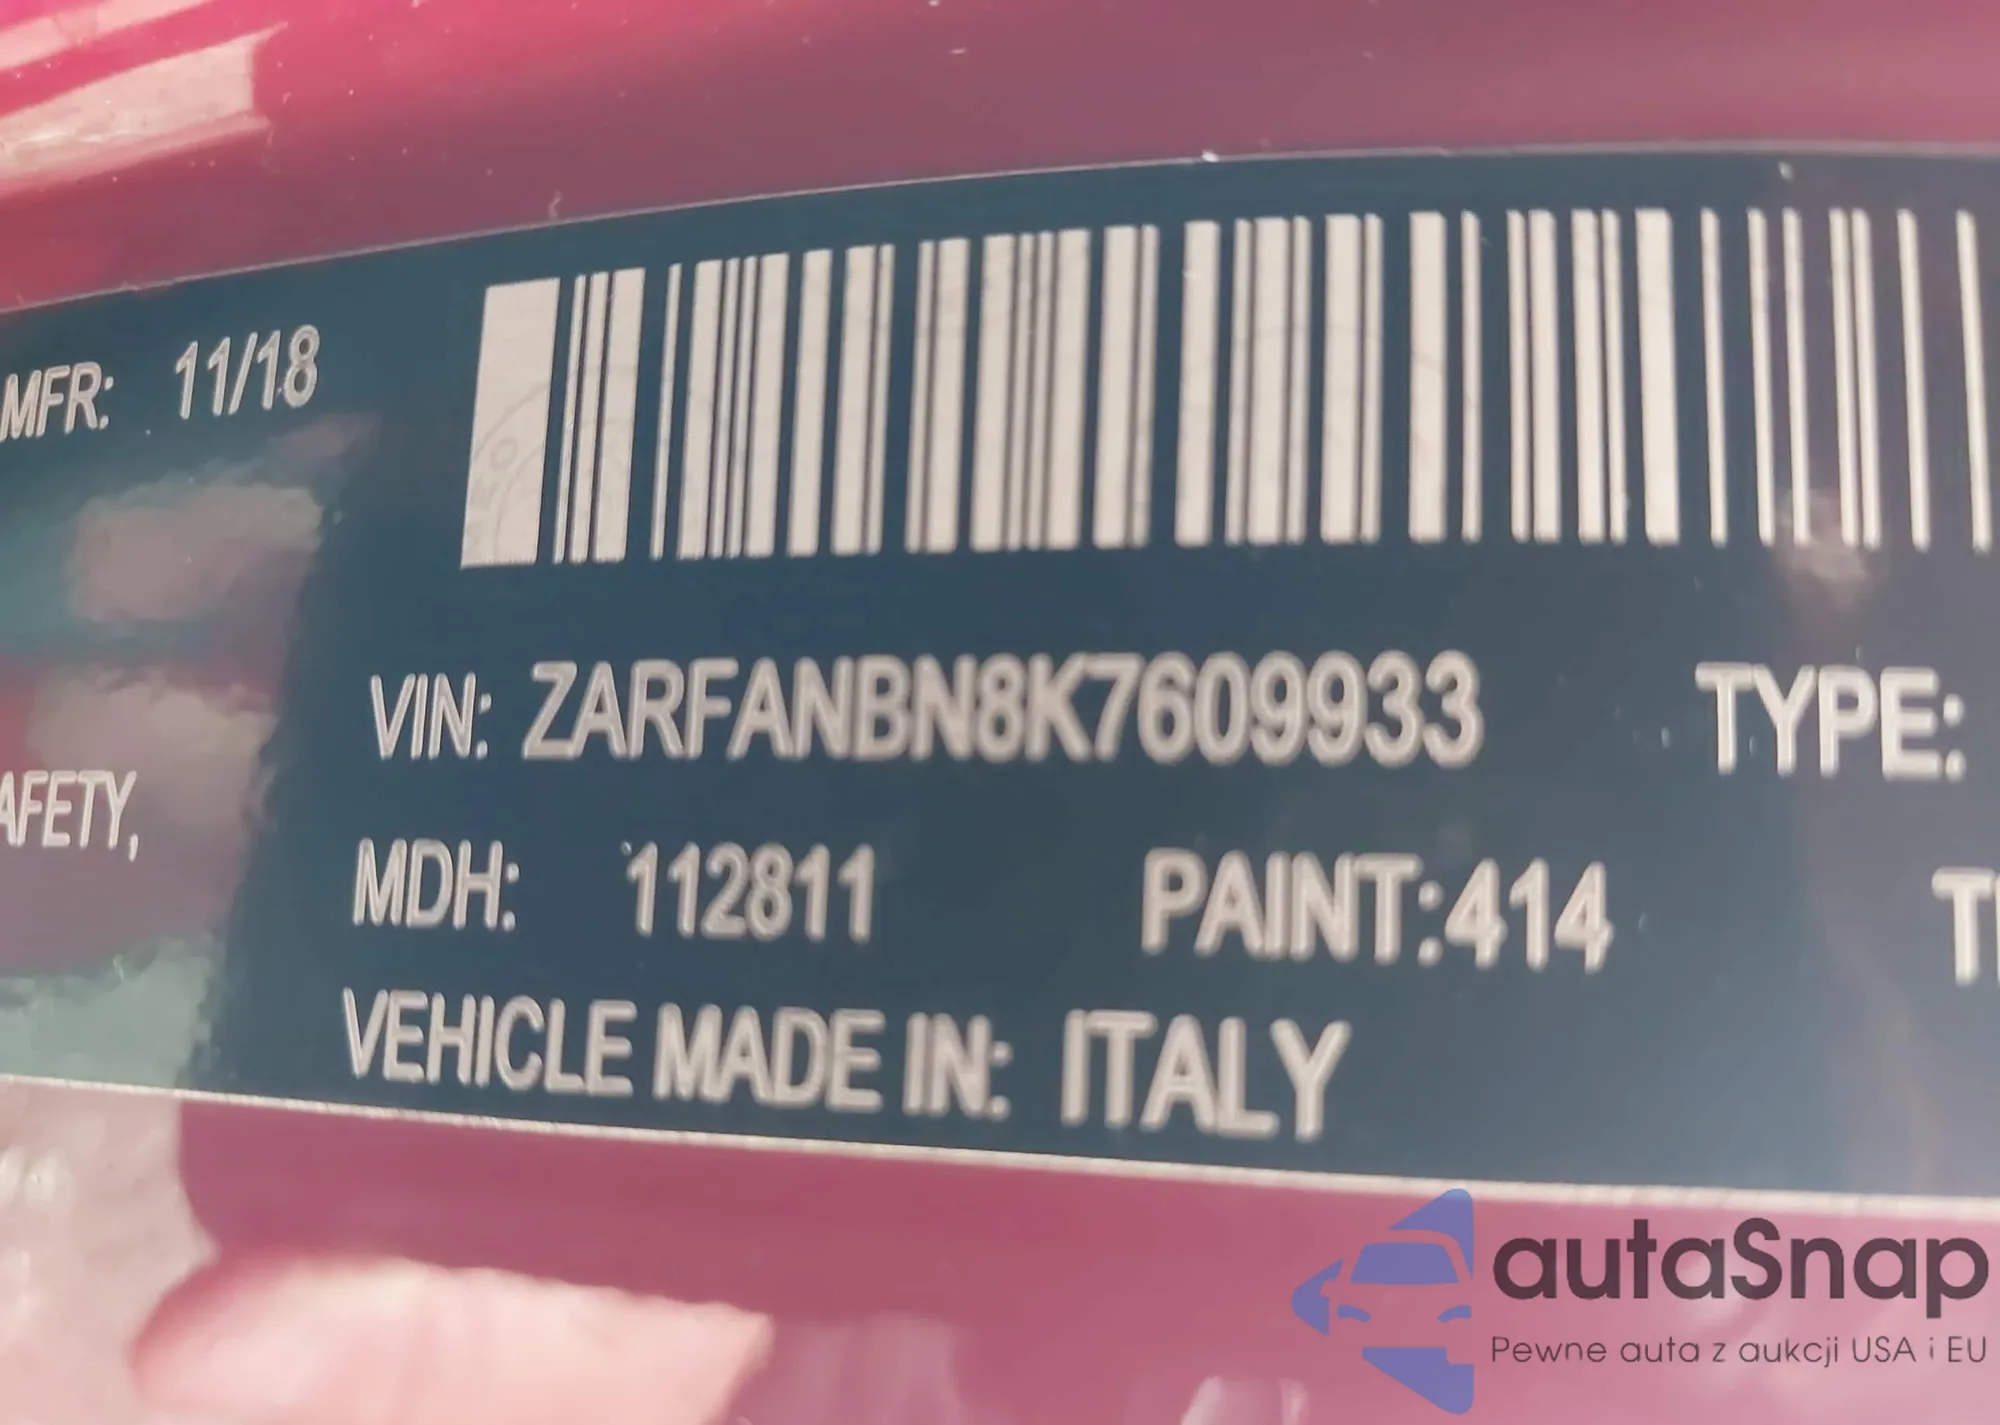 MFR: 11/18
VIN: ZARFANBN8K7609933 TYPE:
AFETY,
MDH: 112811 PAINT:414
VEHICLE MADE IN: ITALY
autaSnap
Pewne auta z aukcji USA i EU